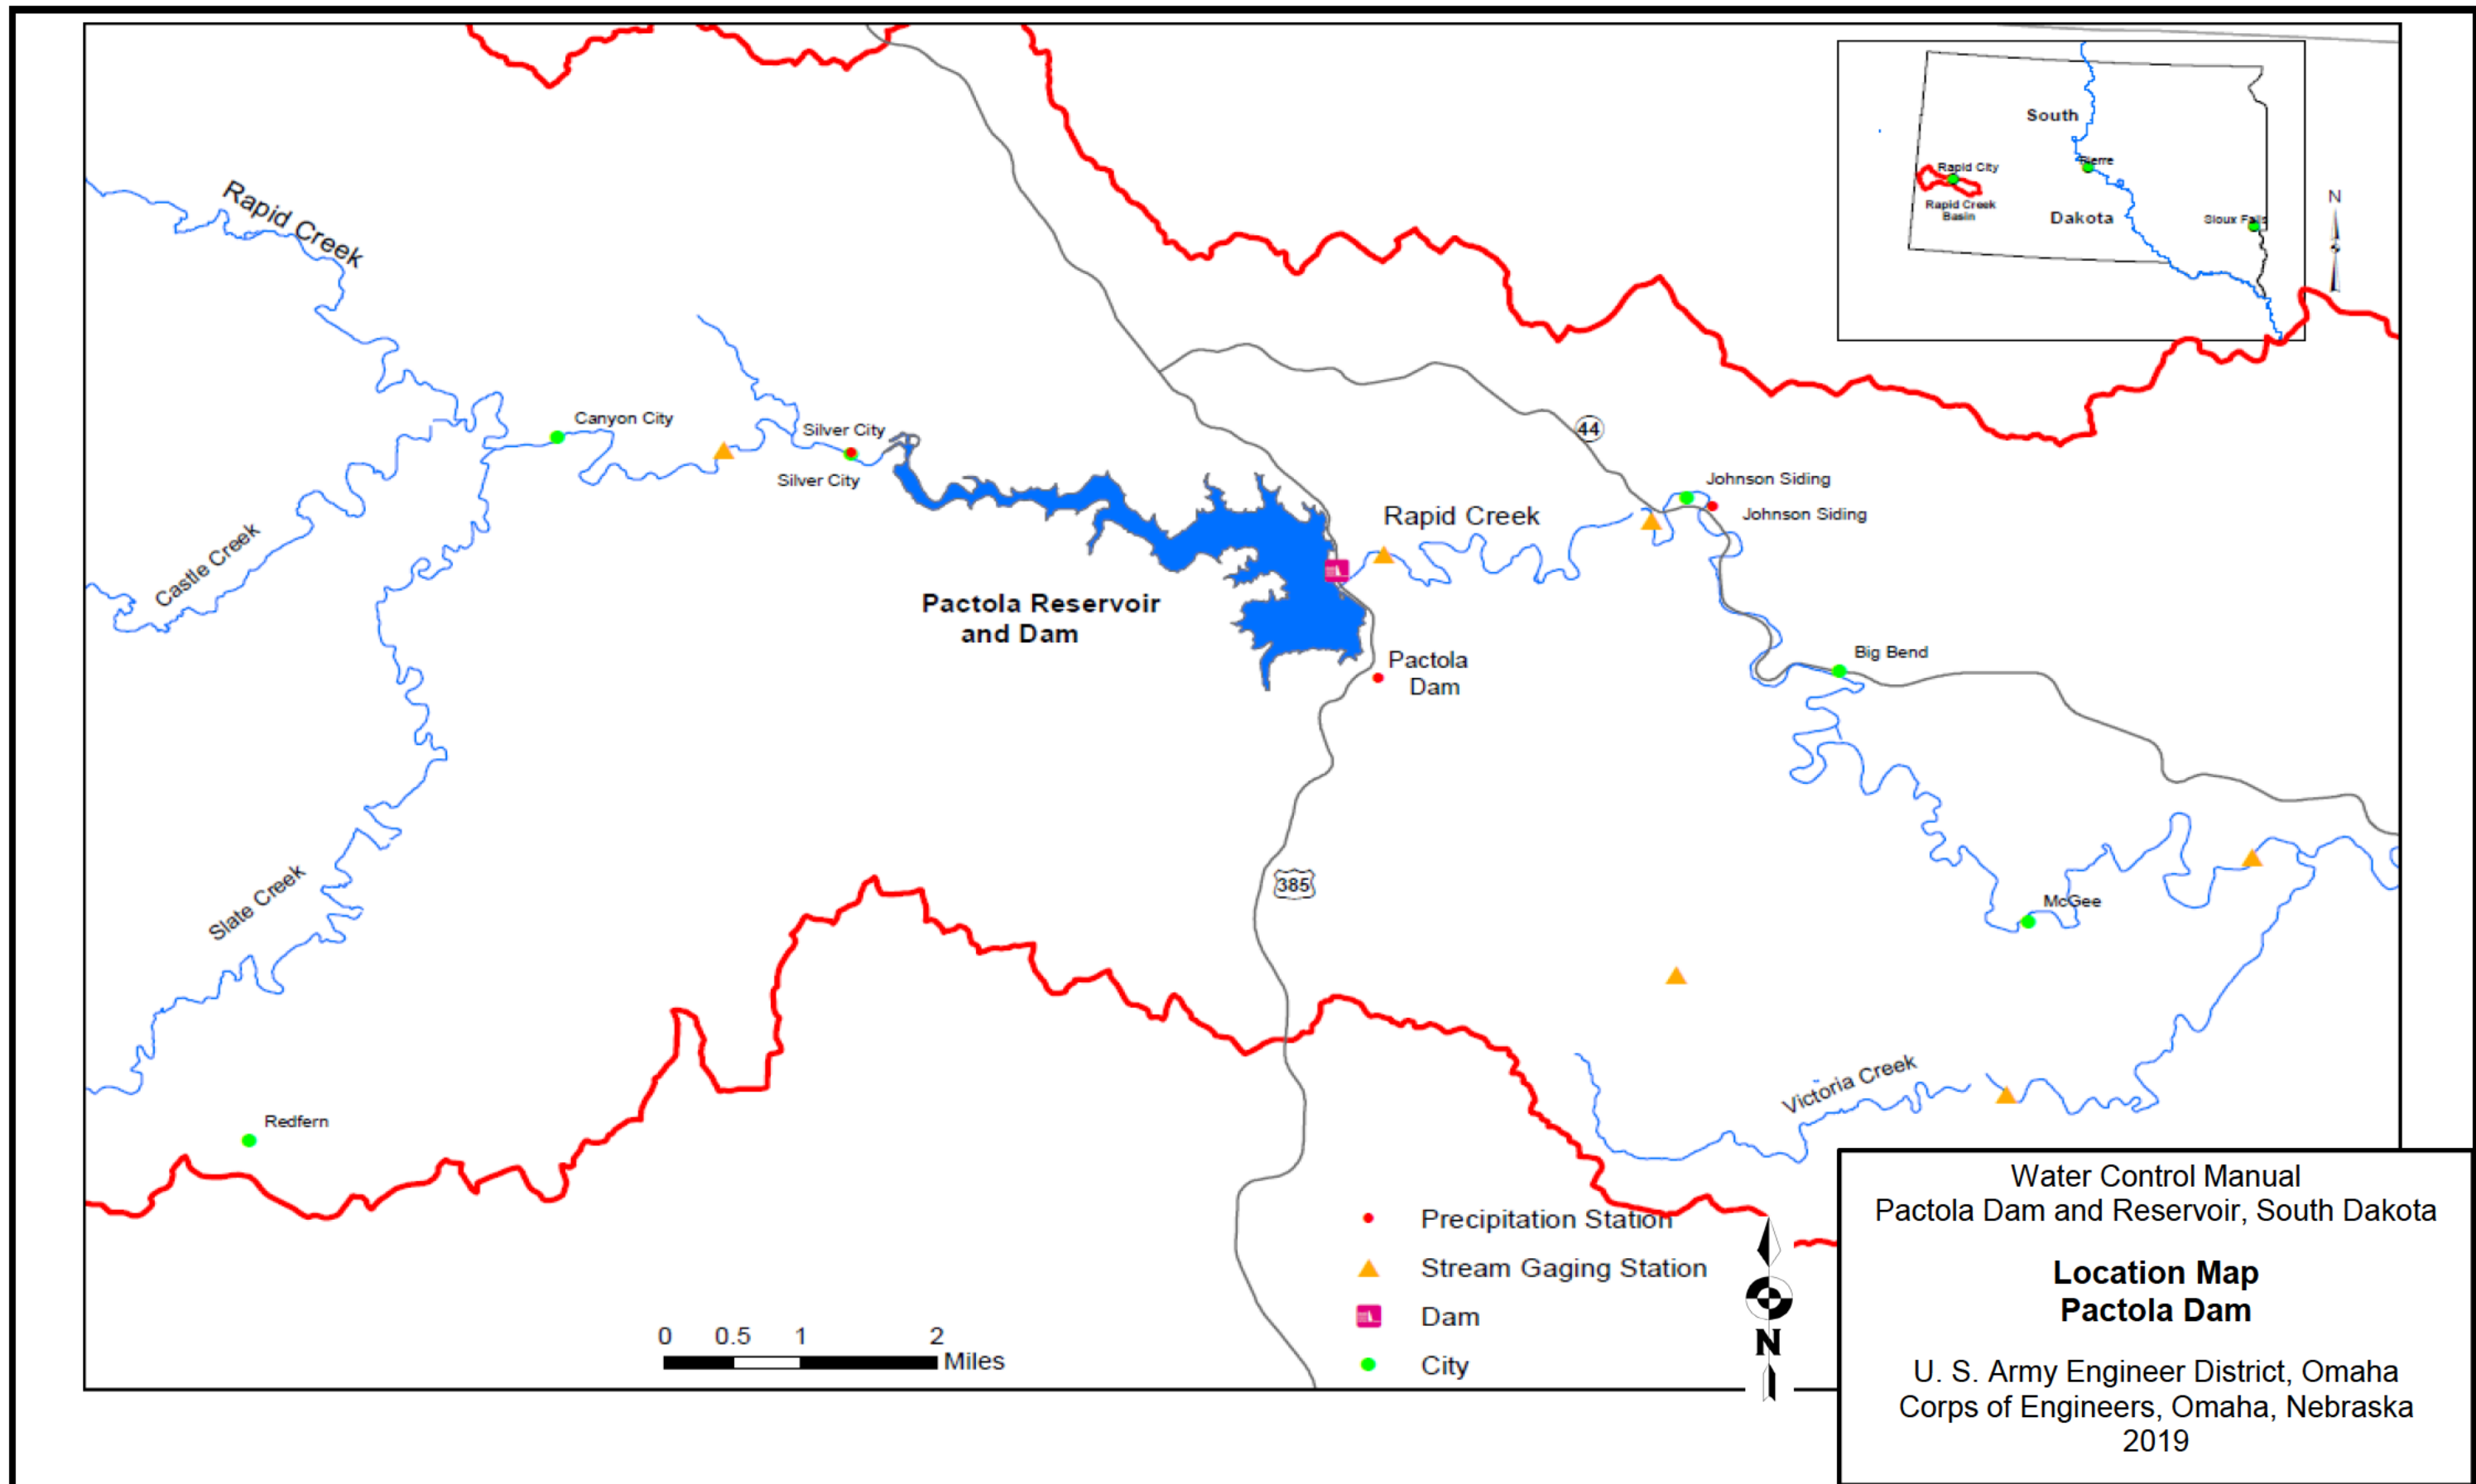 South
Pierre
Rapid City
Rapid Creek
Basin
Dakota
Sioux Falls
N
Rapid Creek
Canyon City
Silver City
Silver City
44
Johnson Siding
Johnson Siding
Rapid Creek
Castle Creek
Pactola Reservoir
and Dam
Pactola
Dam
Big Bend
Slate Creek
385
McGee
Victoria Creek
Redfern
Precipitation Station
Stream Gaging Station
Dam
City
0 0.5 1 2
Miles
N
Water Control Manual
Pactola Dam and Reservoir, South Dakota
Location Map
Pactola Dam
U. S. Army Engineer District, Omaha
Corps of Engineers, Omaha, Nebraska
2019